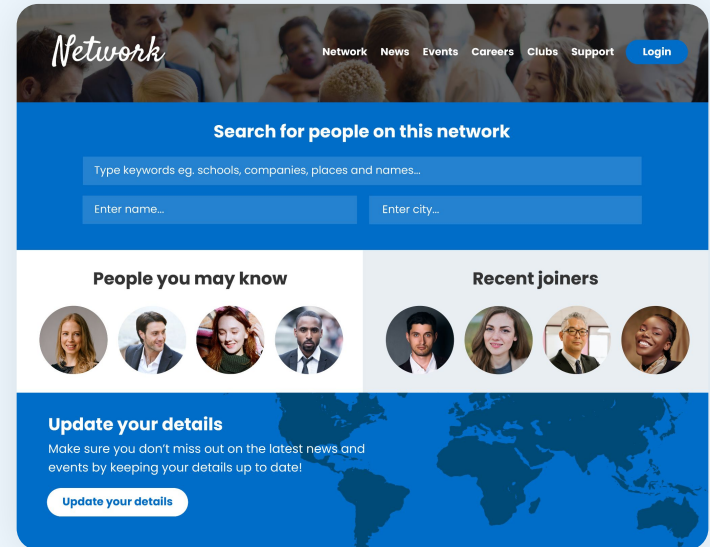 Network
Network News Events Careers Clubs Support Login
Search for people on this network
Type keywords eg. schools, companies, places and names...
Enter name...
Enter city...
People you may know
Recent joiners
Update your details
Make sure you don’t miss out on the latest news and
events by keeping your details up to date!
Update your details